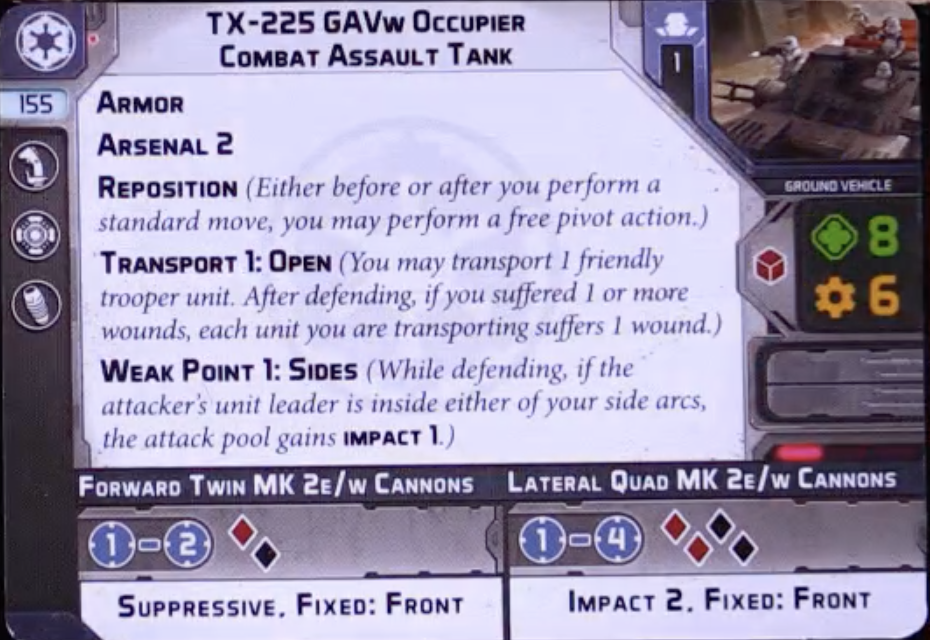 TX-225 GAVw Occupier
Combat Assault Tank
1
155
Armor
Arsenal 2
Reposition (Either before or after you perform a
standard move, you may perform a free pivot action.)
Transport 1: Open (You may transport 1 friendly
trooper unit. After defending, if you suffered 1 or more
wounds, each unit you are transporting suffers 1 wound.)
Weak Point 1: Sides (While defending, if the
attacker's unit leader is inside either of your side arcs,
the attack pool gains Impact 1.)
Ground Vehicle
8
6
Forward Twin MK 2e/w Cannons
1-2
Suppressive, Fixed: Front
Lateral Quad MK 2e/w Cannons
1-4
Impact 2, Fixed: Front